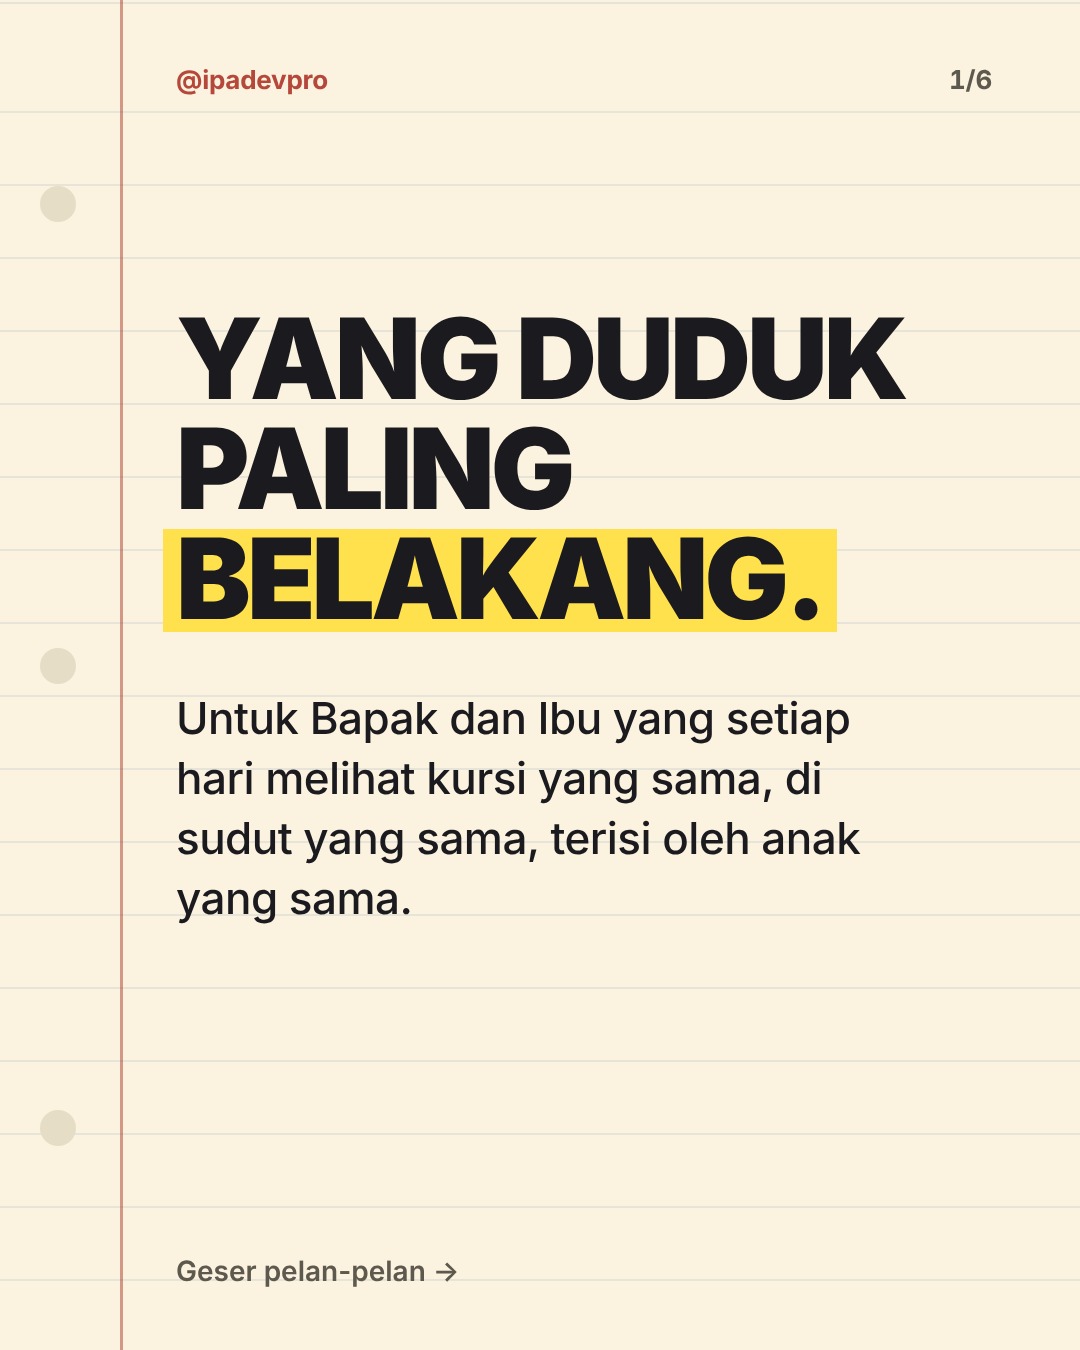 @ipadevpro
1/6
YANG DUDUK
PALING
BELAKANG.
Untuk Bapak dan Ibu yang setiap
hari melihat kursi yang sama, di
sudut yang sama, terisi oleh anak
yang sama.
Geser pelan-pelan →